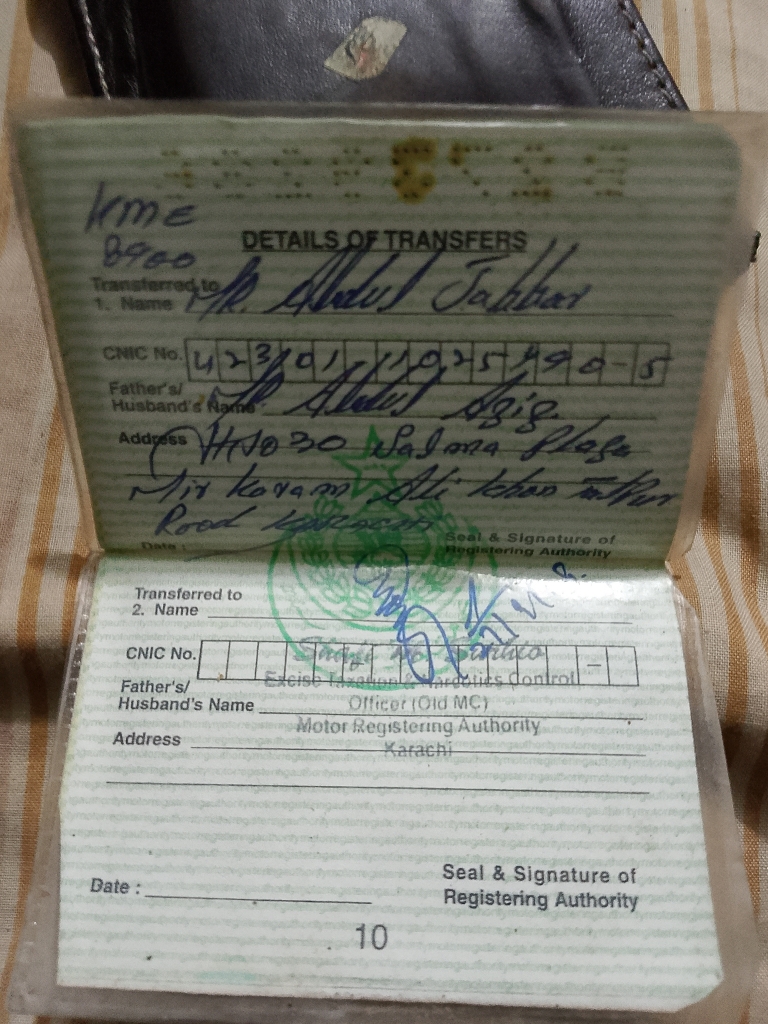 KME
8900
DETAILS OF TRANSFERS
Transferred to
1. Name Mr. Abdul Jabbar
CNIC No. 42301 1102549 - 5
Father's/
Husband's Name Mr Abdul Aziz
Address H No 30 Salma Plaza
Mir Karam Ali Khan Talpur
Road Karachi
Date :
Seal & Signature of
Registering Authority
Transferred to
2. Name
CNIC No. -
Excise Taxation & Narcotics Control
Father's/
Husband's Name
Officer (Old MC)
Motor Registering Authority
Address
Karachi
Date :
Seal & Signature of
Registering Authority
10